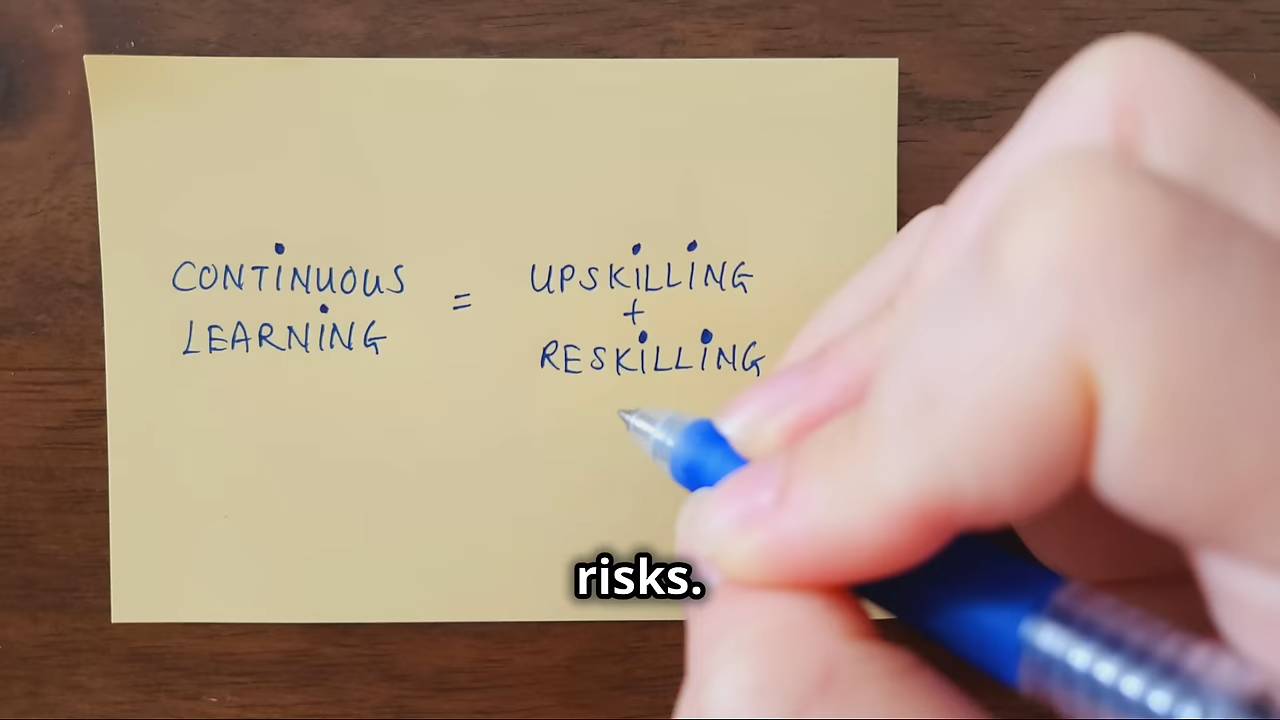 CONTINUOUS
LEARNING
=
UPSKILLING
+
RESKILLING
risks.